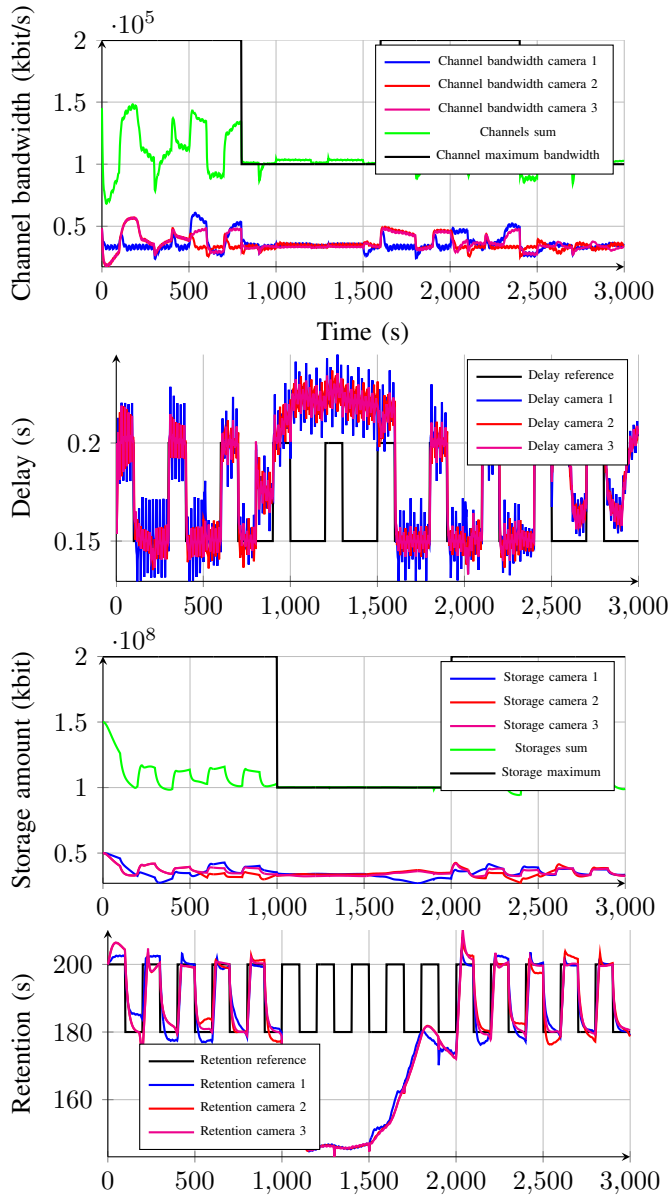 ·10^5
2
1.5
1
0.5
Channel bandwidth (kbit/s)
Channel bandwidth camera 1
Channel bandwidth camera 2
Channel bandwidth camera 3
Channels sum
Channel maximum bandwidth
0 500 1,000 1,500 2,000 2,500 3,000
Time (s)
0.2
0.15
Delay (s)
Delay reference
Delay camera 1
Delay camera 2
Delay camera 3
0 500 1,000 1,500 2,000 2,500 3,000
·10^8
2
1.5
1
0.5
Storage amount (kbit)
Storage camera 1
Storage camera 2
Storage camera 3
Storages sum
Storage maximum
0 500 1,000 1,500 2,000 2,500 3,000
200
180
160
Retention (s)
Retention reference
Retention camera 1
Retention camera 2
Retention camera 3
0 500 1,000 1,500 2,000 2,500 3,000